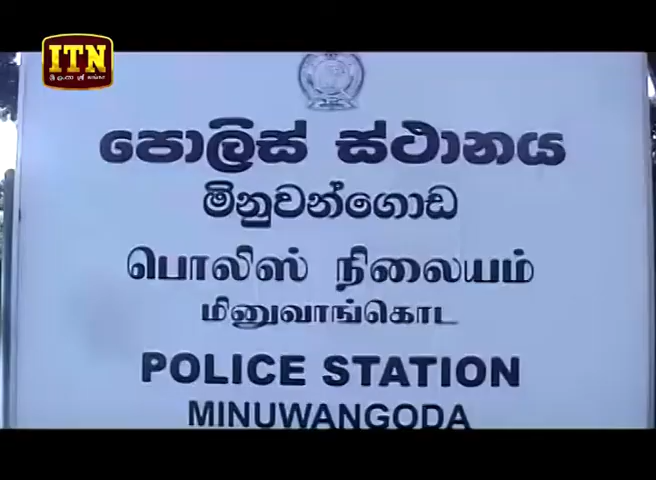 ITN
පොලිස් ස්ථානය
මිනුවන්ගොඩ
பொலிஸ் நிலையம்
மினுவாங்கொட
POLICE STATION
MINUWANGODA